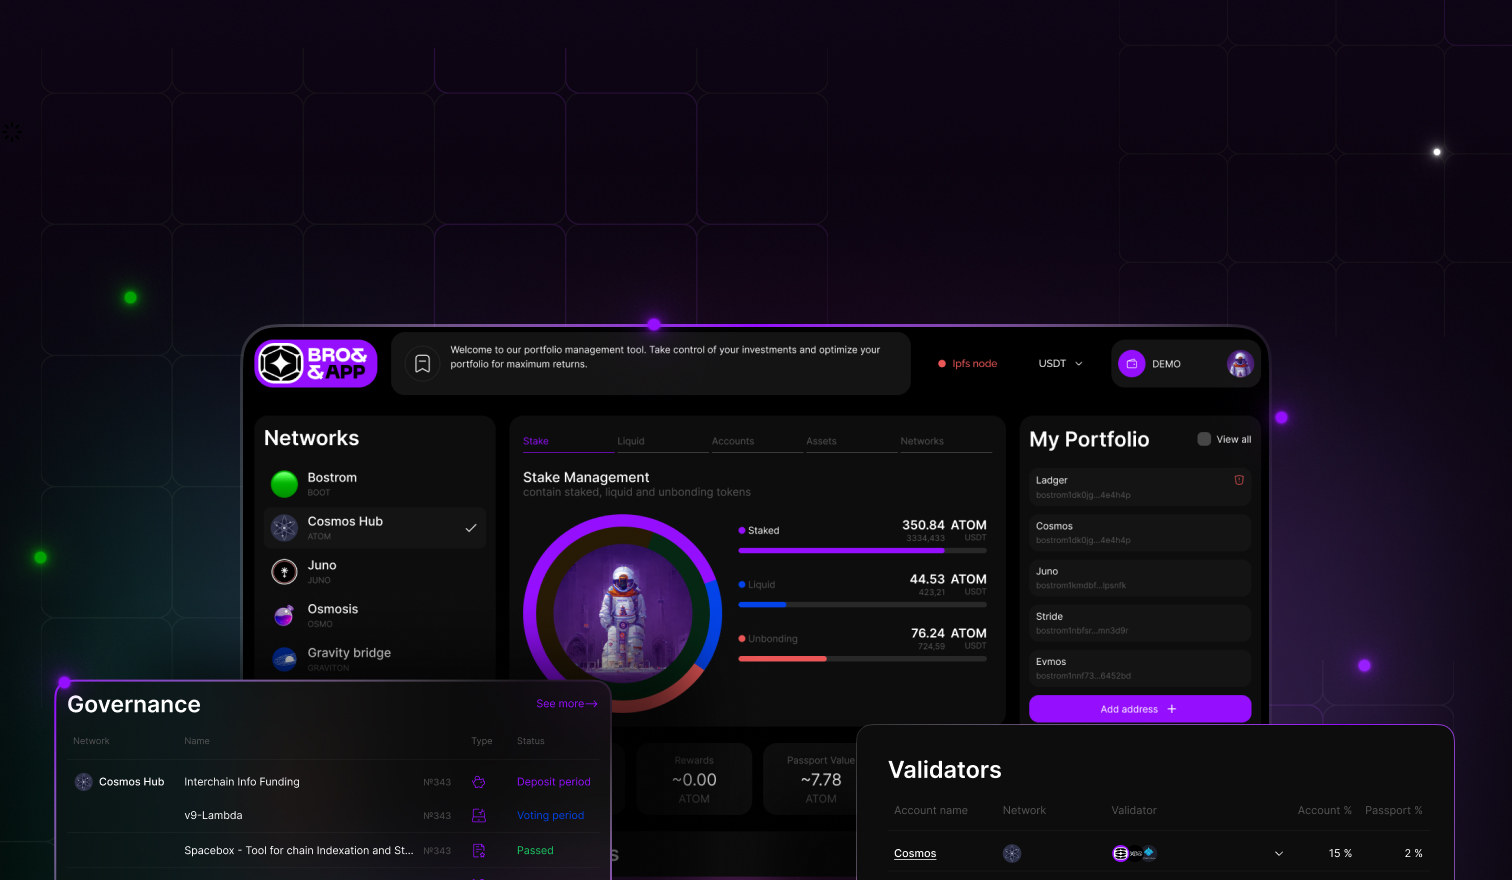 BRO&
& APP
Welcome to our portfolio management tool. Take control of your investments and optimize your
portfolio for maximum returns.
Ipfs node
USDT
DEMO
Networks
Bostrom
BOOT
Cosmos Hub
ATOM
Juno
JUNO
Osmosis
OSMO
Gravity bridge
GRAVITON
Stake Liquid Accounts Assets Networks
Stake Management
contain staked, liquid and unbonding tokens
Staked 350.84 ATOM
3334,433 USDT
Liquid 44.53 ATOM
423,21 USDT
Unbonding 76.24 ATOM
724,59 USDT
My Portfolio View all
Ladger
bostrom1dk0jg...4e4h4p
Cosmos
bostrom1dk0jg...4e4h4p
Juno
bostrom1kmdbf...lpsnfk
Stride
bostrom1nbfsr...mn3d9r
Evmos
bostrom1nnf73...6452bd
Add address +
Rewards
~0.00
ATOM
Passport Value
~7.78
ATOM
Governance See more
Network Name Type Status
Cosmos Hub Interchain Info Funding №343 Deposit period
v9-Lambda №343 Voting period
Spacebox - Tool for chain Indexation and St... №343 Passed
Validators
Account name Network Validator Account % Passport %
Cosmos 15 % 2 %